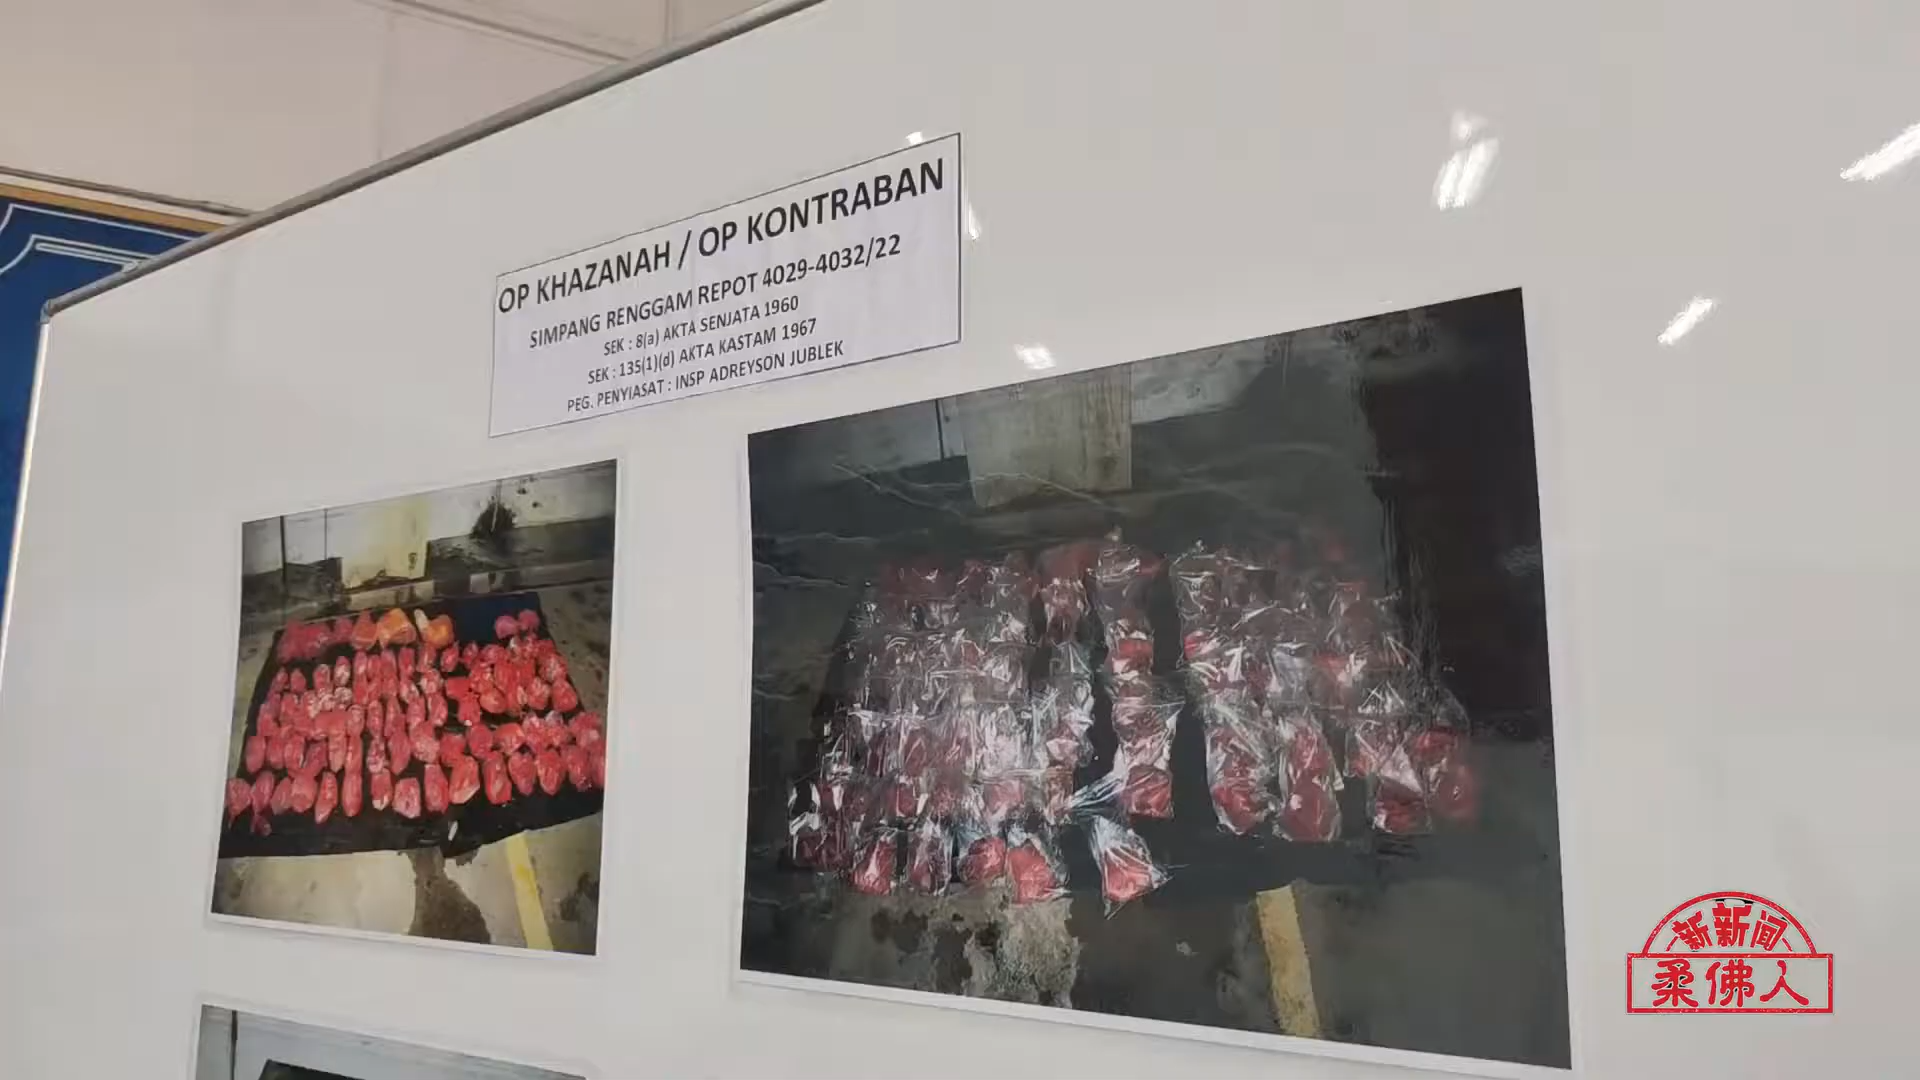 OP KHAZANAH / OP KONTRABAN
SIMPANG RENGGAM REPOT 4029-4032/22
SEK : 8(a) AKTA SENJATA 1960
SEK : 135(1)(d) AKTA KASTAM 1967
PEG. PENYIASAT : INSP ADREYSON JUBLEK
新新闻
柔佛人